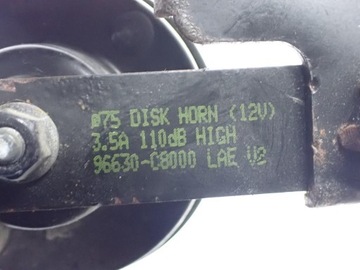 Ø75 DISK HORN (12V)
3.5A 110dB HIGH
96630-C8000 LAE V2